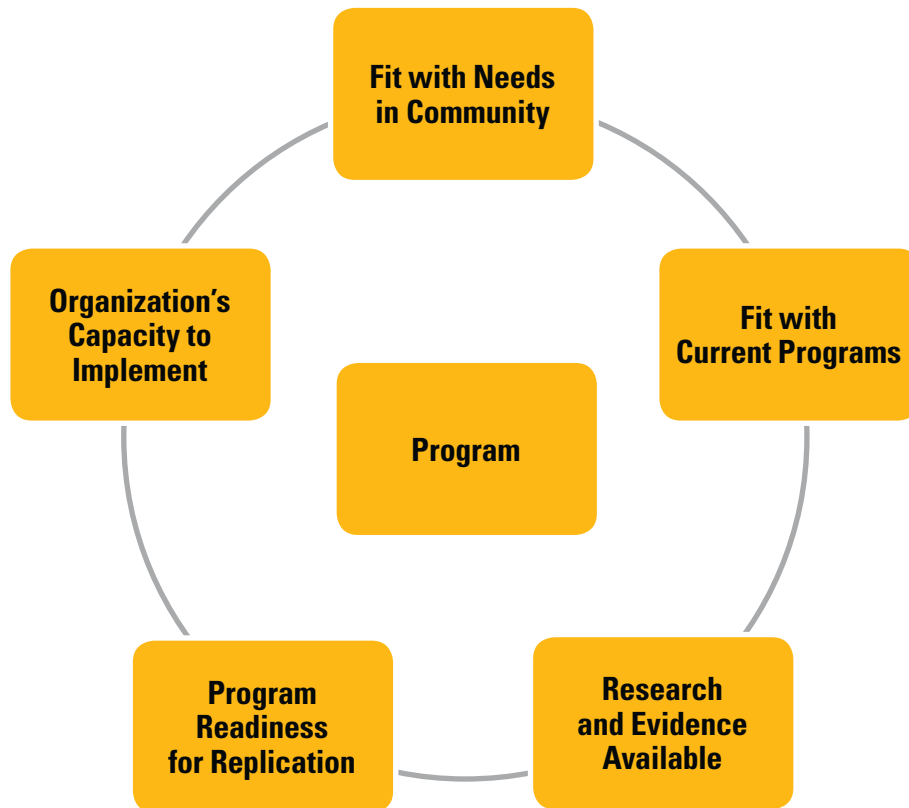 Fit with Needs
in Community
Organization’s
Capacity to
Implement
Fit with
Current Programs
Program
Program
Readiness
for Replication
Research
and Evidence
Available